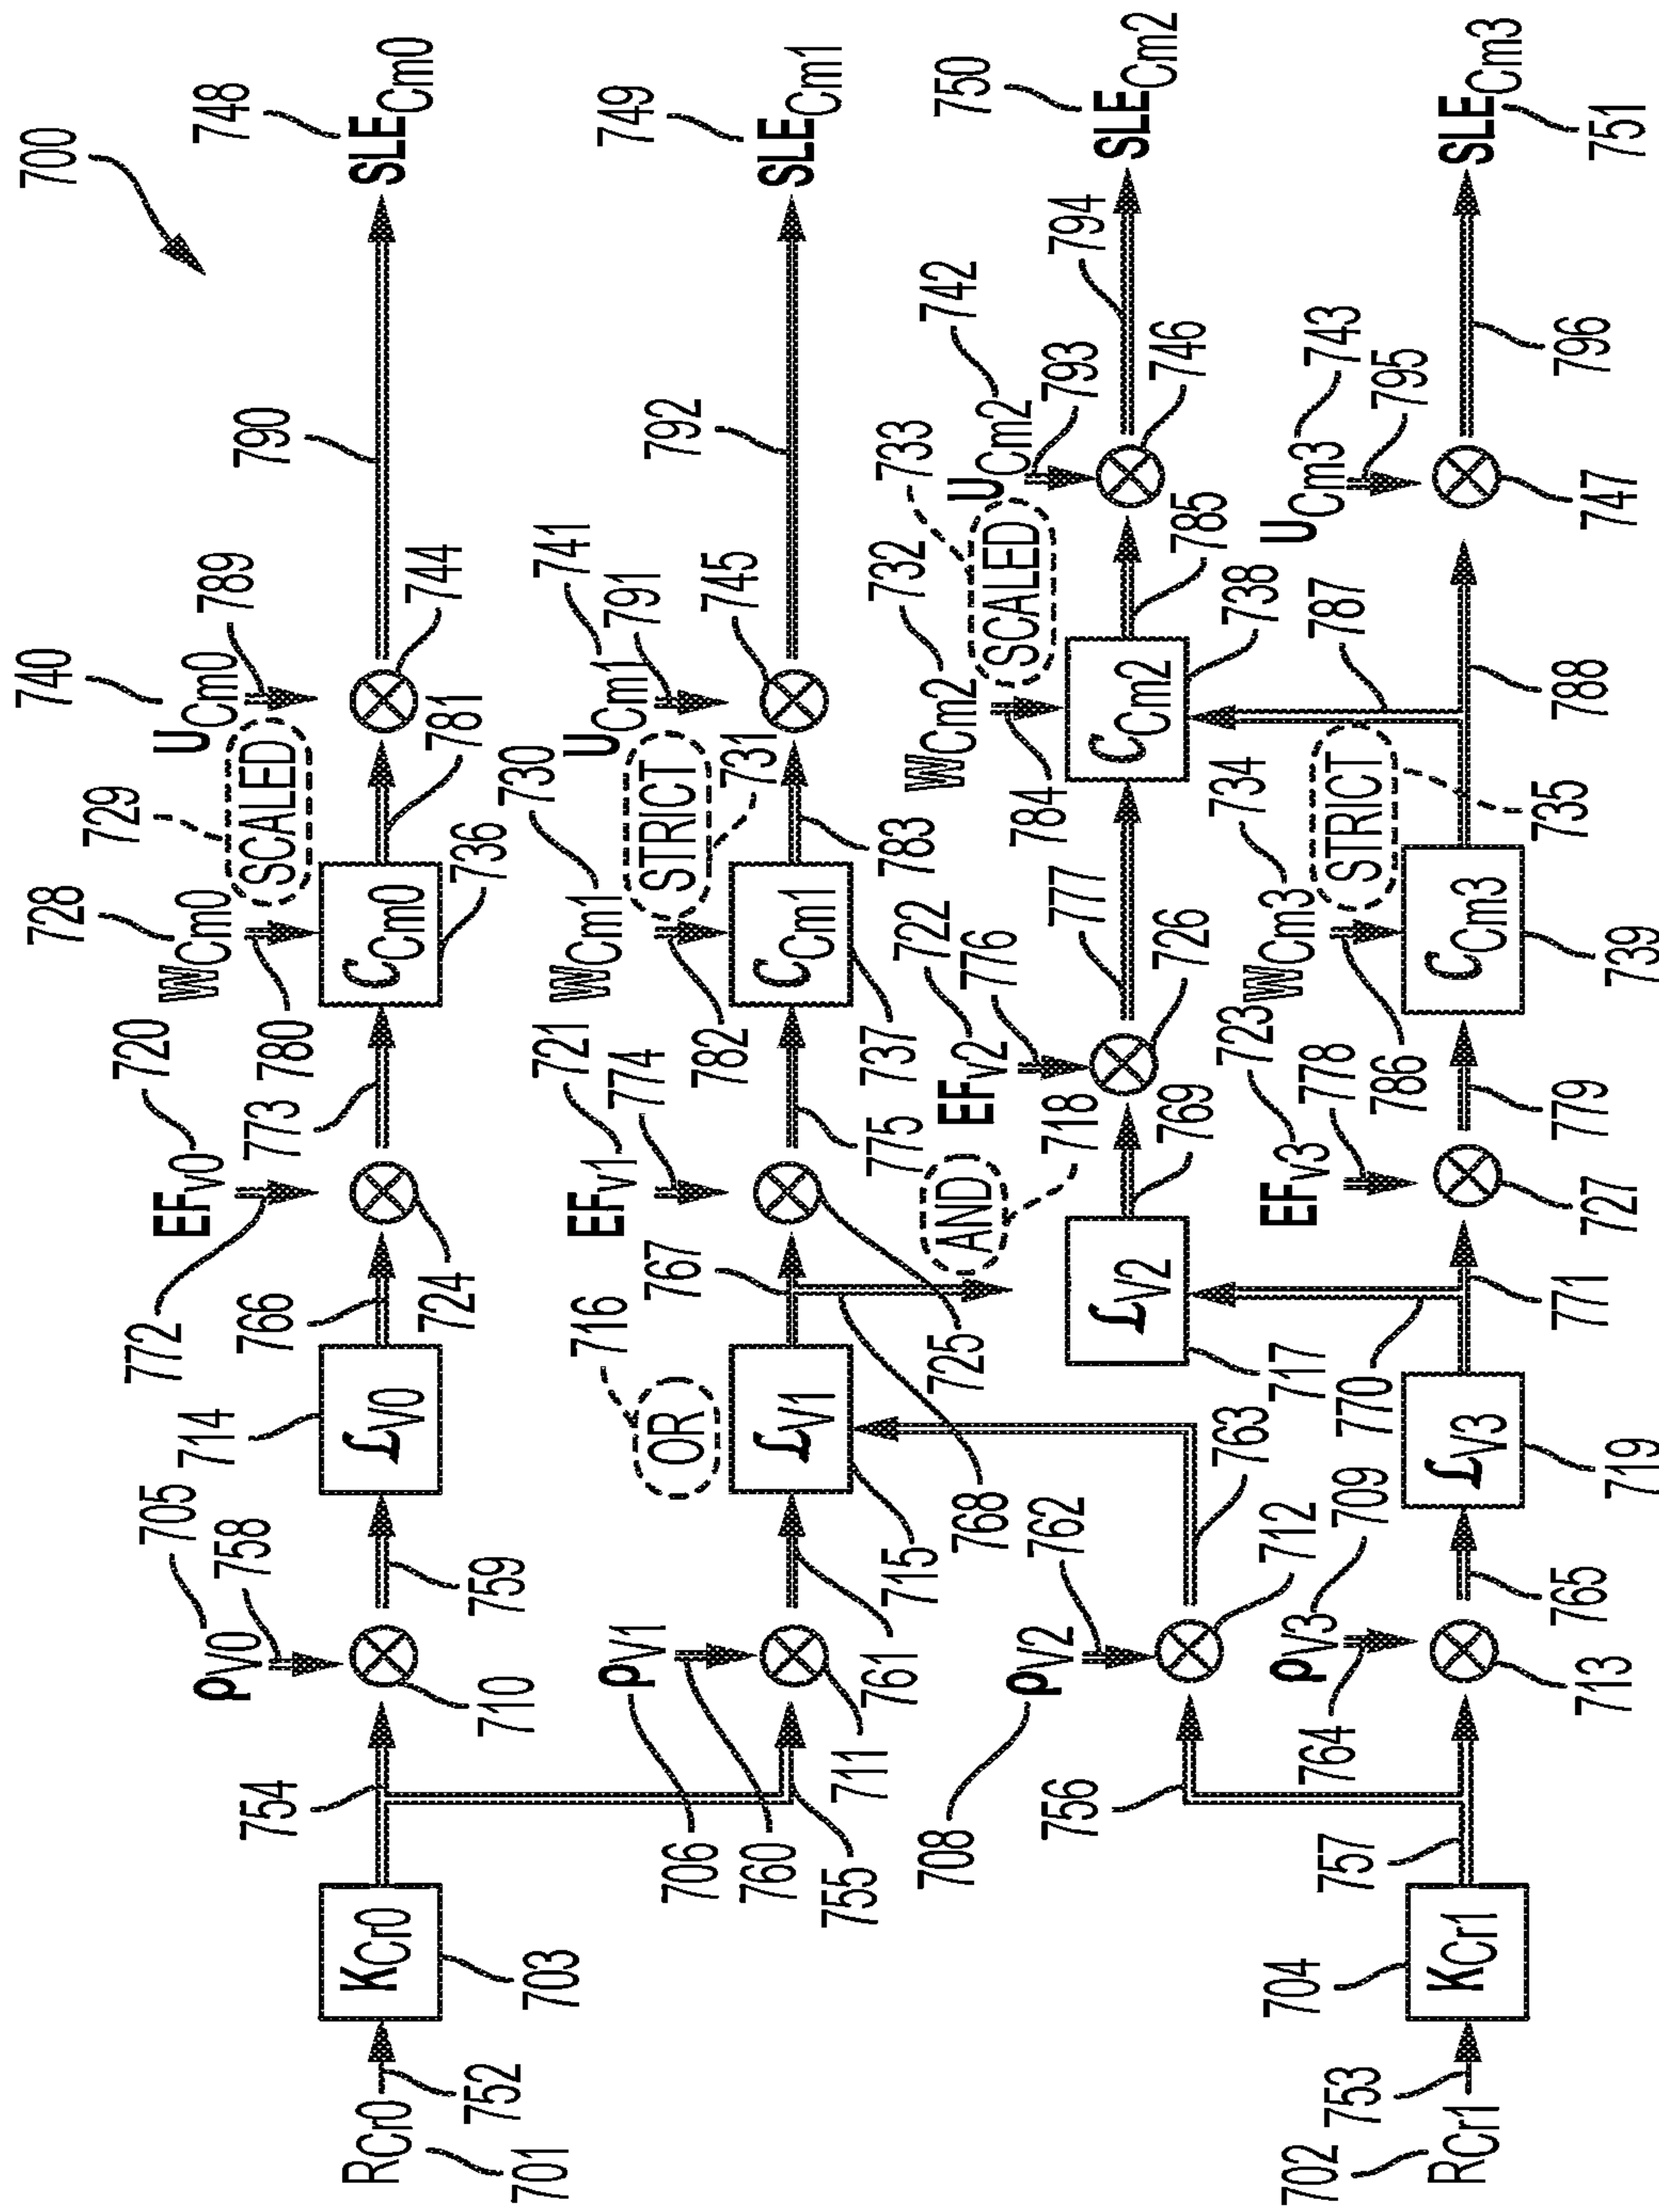 700
728 729 740 748
705 714 720 WCm0 SCALED UCm0 789 790 SLECm0
754 ρV0 758 766 772 EFv0 773 780
RCr0 KCr0 £V0 CCm0
701 752 703 710 759 724 736 781 744
716 721 730 741 749
706 ρV1 OR 767 EFv1 774 WCm1 STRICT UCm1 791 792 SLECm1
760 £V1 782 CCm1 731 745
755 711 761 715 768 725 775 737 783
722 732 733 742 750
708 ρV2 762 AND 718 EFv2 776 WCm2 SCALED UCm2 793 794 SLECm2
756 763 £V2 769 777 784 CCm2 785 746
712 717 726 738
702 704 757 764 ρV3 709 770 EFv3 723 778 WCm3 734 STRICT 787 UCm3 743 795 SLECm3
RCr1 753 KCr1 £V3 786 CCm3
713 765 719 771 727 779 739 735 788 747 796 751